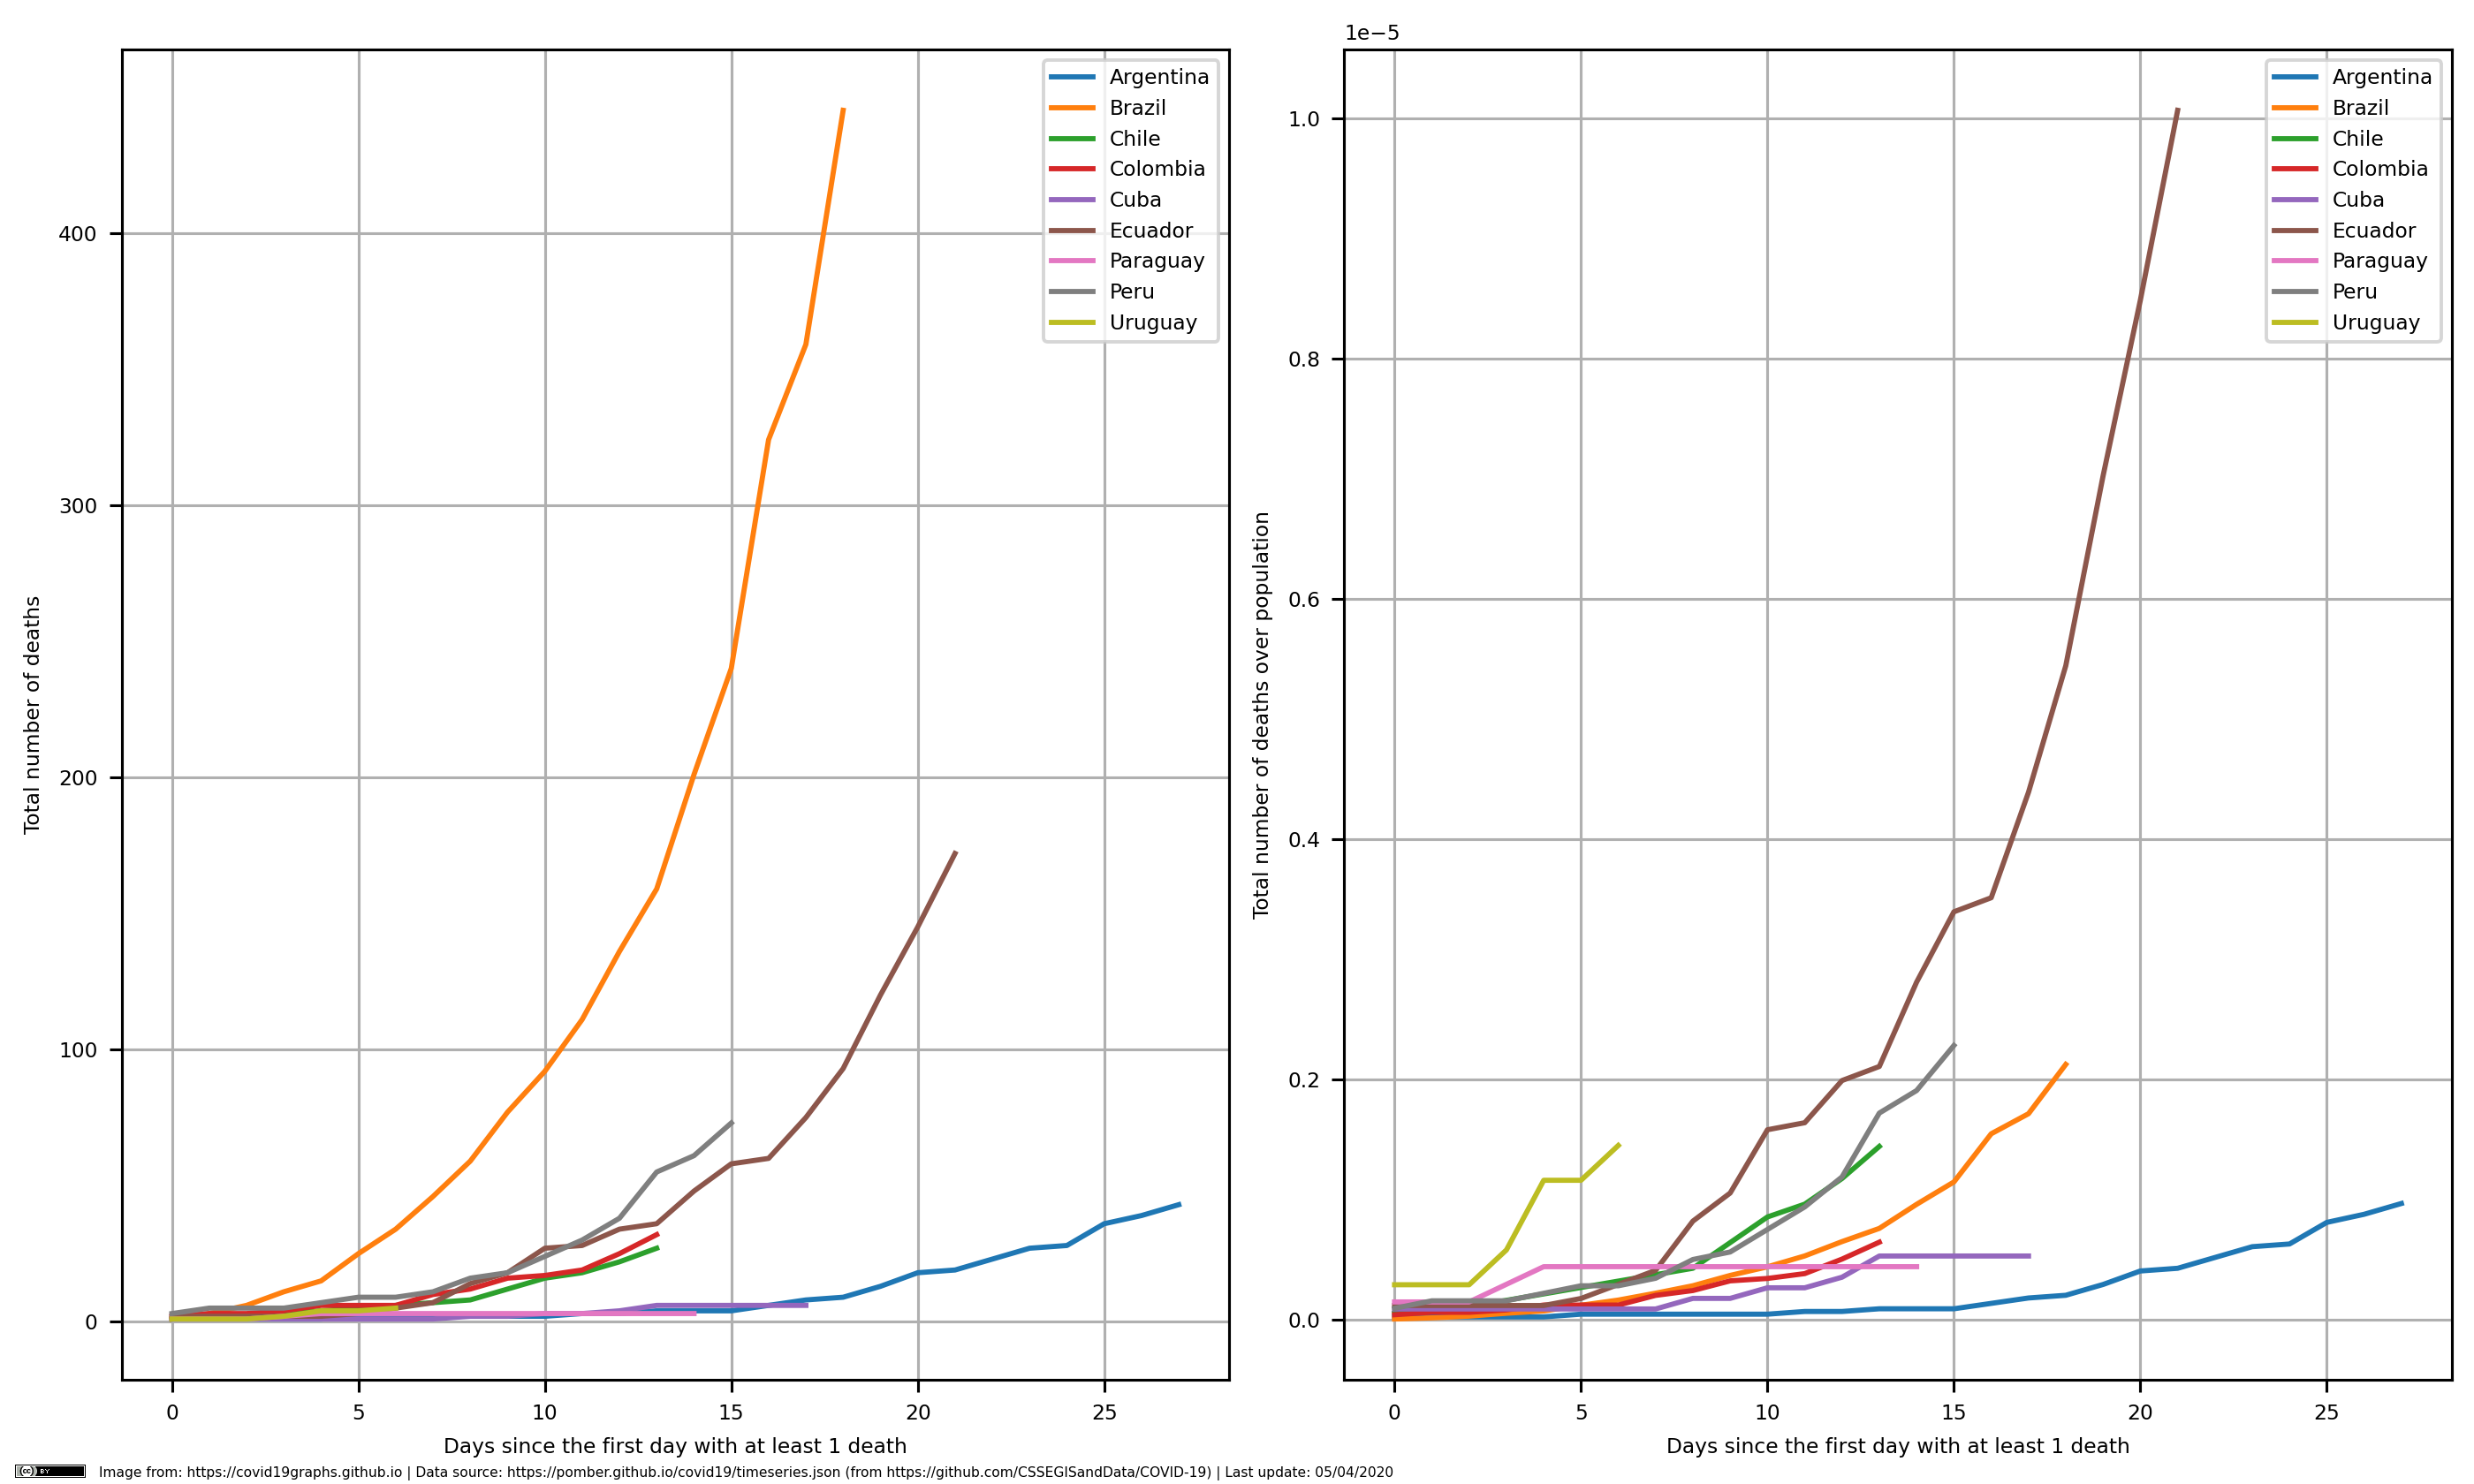 Total number of deaths
400
300
200
100
0
0 5 10 15 20 25
Days since the first day with at least 1 death
Argentina
Brazil
Chile
Colombia
Cuba
Ecuador
Paraguay
Peru
Uruguay
1e−5
Total number of deaths over population
1.0
0.8
0.6
0.4
0.2
0.0
0 5 10 15 20 25
Days since the first day with at least 1 death
Argentina
Brazil
Chile
Colombia
Cuba
Ecuador
Paraguay
Peru
Uruguay
cc BY Image from: https://covid19graphs.github.io | Data source: https://pomber.github.io/covid19/timeseries.json (from https://github.com/CSSEGISandData/COVID-19) | Last update: 05/04/2020